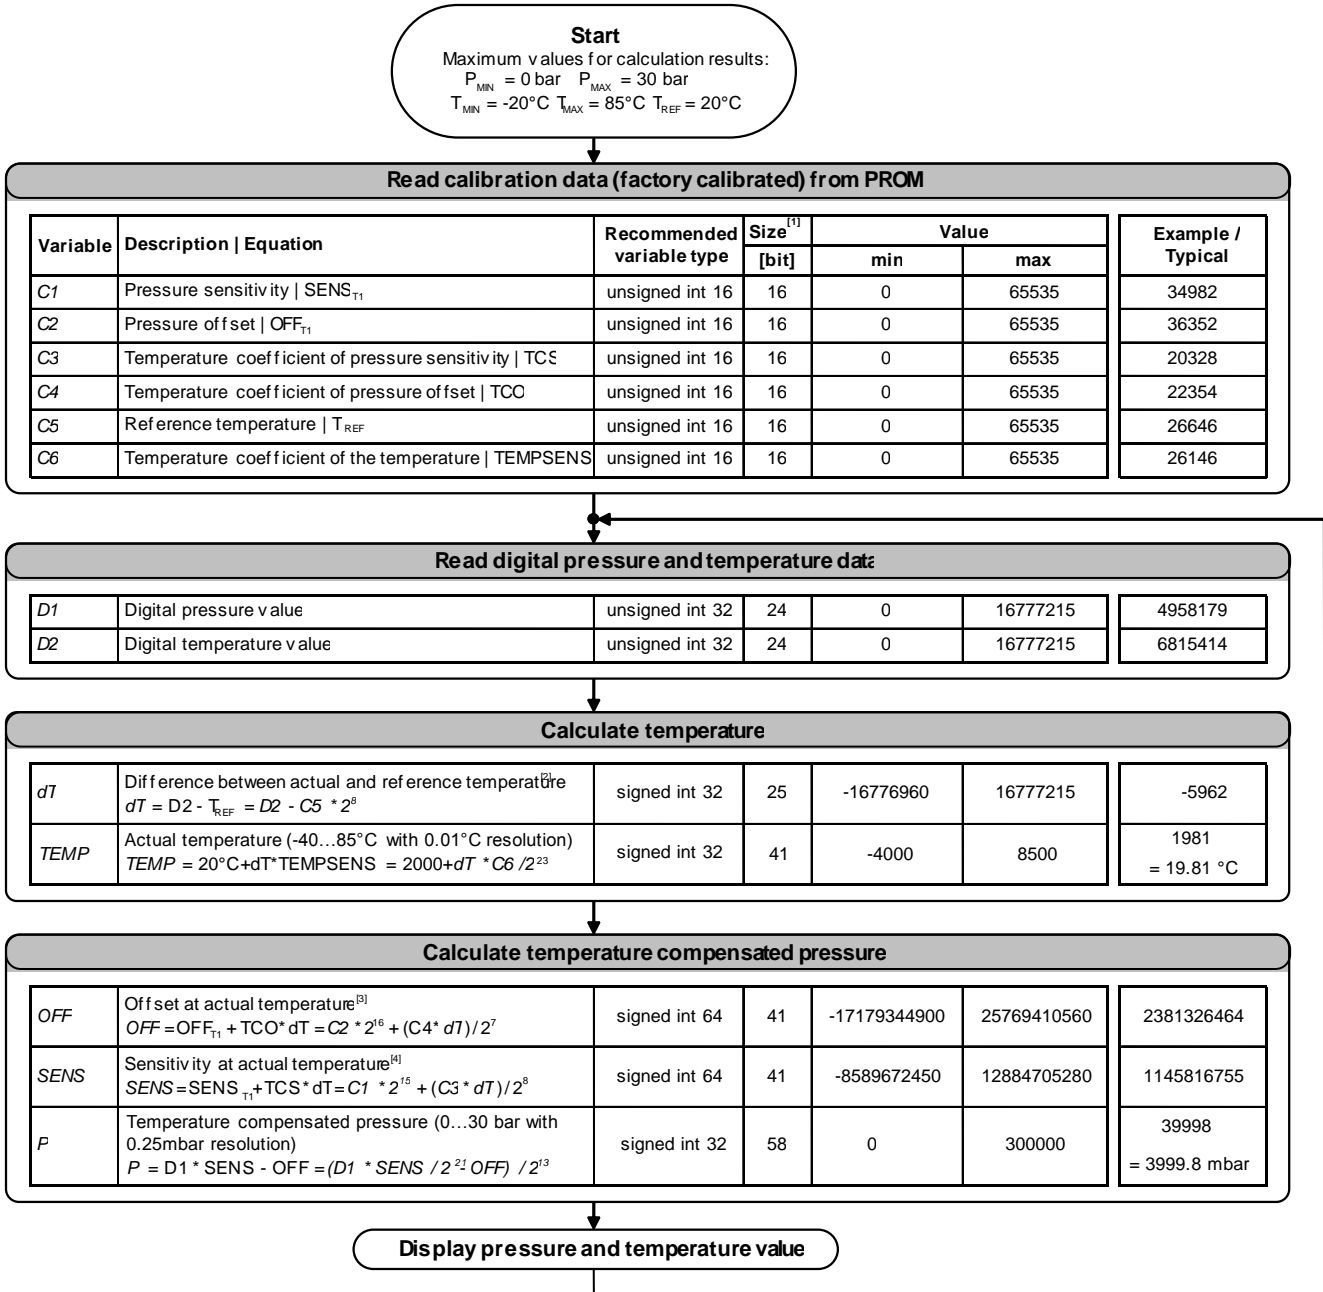 Start
Maximum values for calculation results:
P_MIN = 0 bar P_MAX = 30 bar
T_MIN = -20°C T_MAX = 85°C T_REF = 20°C
Read calibration data (factory calibrated) from PROM
Variable Description | Equation Recommended variable type Size[1] [bit] Value min max Example / Typical
C1 Pressure sensitivity | SENS_T1 unsigned int 16 16 0 65535 34982
C2 Pressure offset | OFF_T1 unsigned int 16 16 0 65535 36352
C3 Temperature coefficient of pressure sensitivity | TCS unsigned int 16 16 0 65535 20328
C4 Temperature coefficient of pressure offset | TCO unsigned int 16 16 0 65535 22354
C5 Reference temperature | T_REF unsigned int 16 16 0 65535 26646
C6 Temperature coefficient of the temperature | TEMPSENS unsigned int 16 16 0 65535 26146
Read digital pressure and temperature data
D1 Digital pressure value unsigned int 32 24 0 16777215 4958179
D2 Digital temperature value unsigned int 32 24 0 16777215 6815414
Calculate temperature
dT Difference between actual and reference temperature[2] signed int 32 25 -16776960 16777215 -5962
dT = D2 - T_REF = D2 - C5 * 2^8
TEMP Actual temperature (-40…85°C with 0.01°C resolution) signed int 32 41 -4000 8500 1981
TEMP = 20°C+dT*TEMPSENS = 2000+dT *C6 /2^23 = 19.81 °C
Calculate temperature compensated pressure
OFF Offset at actual temperature[3] signed int 64 41 -17179344900 25769410560 2381326464
OFF =OFF_T1 + TCO* dT = C2 * 2^16 + (C4* dT)/ 2^7
SENS Sensitivity at actual temperature[4] signed int 64 41 -8589672450 12884705280 1145816755
SENS =SENS_T1+TCS* dT= C1 * 2^15 + (C3 * dT)/ 2^8
P Temperature compensated pressure (0…30 bar with
0.25mbar resolution) signed int 32 58 0 300000 39998
P = D1 * SENS - OFF =(D1 * SENS / 2^21 OFF) / 2^13 = 3999.8 mbar
Display pressure and temperature value